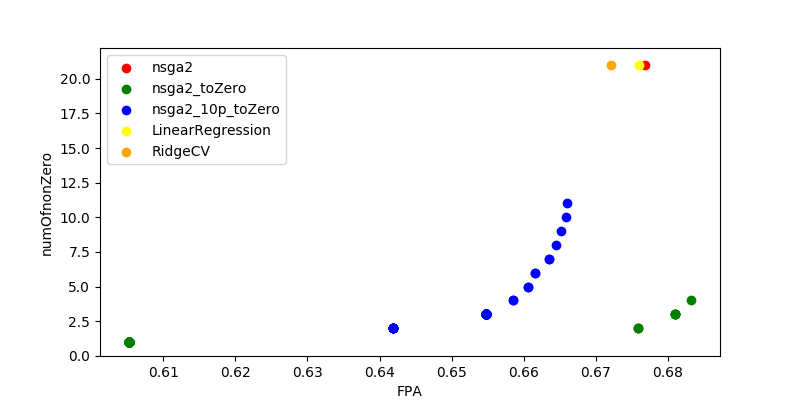 nsga2
nsga2_toZero
nsga2_10p_toZero
LinearRegression
RidgeCV
numOfnonZero
20.0
17.5
15.0
12.5
10.0
7.5
5.0
2.5
0.0
0.61 0.62 0.63 0.64 0.65 0.66 0.67 0.68
FPA